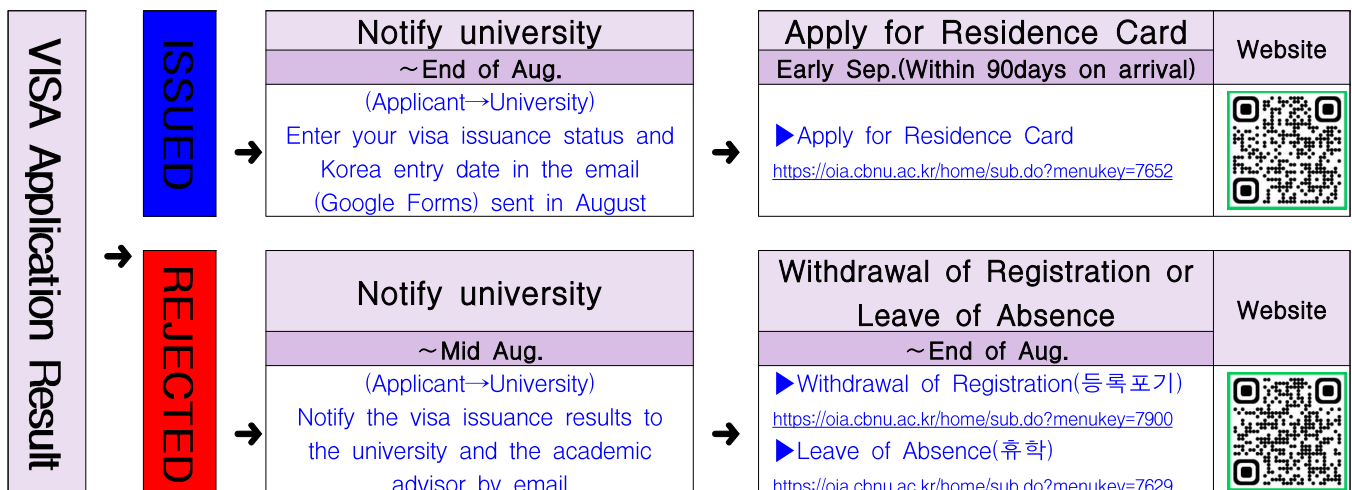 VISA Application Result
ISSUED
Notify university
~End of Aug.
(Applicant→University)
Enter your visa issuance status and
Korea entry date in the email
(Google Forms) sent in August
Apply for Residence Card
Early Sep.(Within 90days on arrival)
▶Apply for Residence Card
https://oia.cbnu.ac.kr/home/sub.do?menukey=7652
Website
REJECTED
Notify university
~Mid Aug.
(Applicant→University)
Notify the visa issuance results to
the university and the academic
advisor by email
Withdrawal of Registration or
Leave of Absence
~End of Aug.
▶Withdrawal of Registration(등록포기)
https://oia.cbnu.ac.kr/home/sub.do?menukey=7900
▶Leave of Absence(휴학)
https://oia.cbnu.ac.kr/home/sub.do?menukey=7629
Website